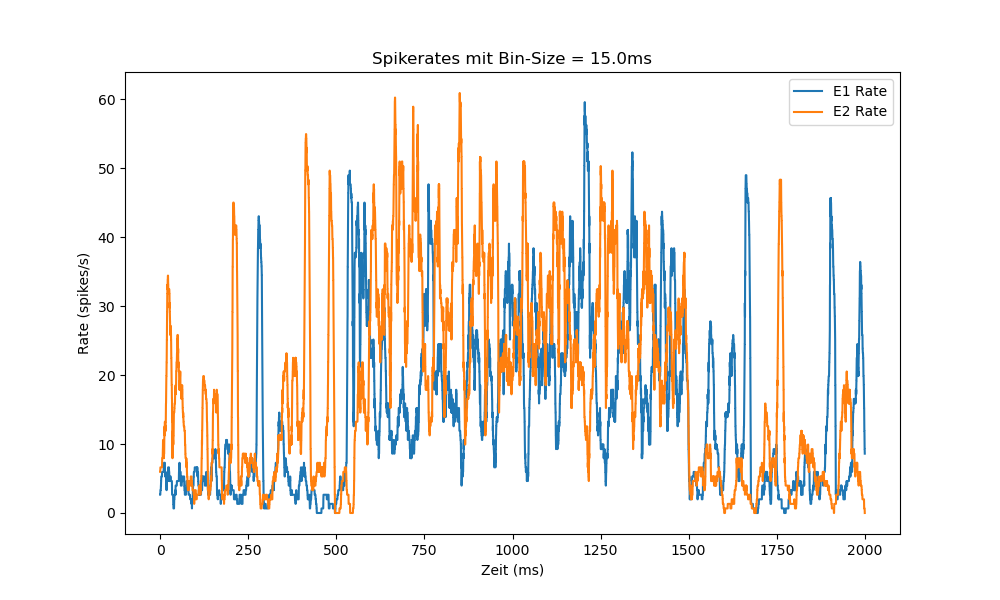 Spikerates mit Bin-Size = 15.0ms
E1 Rate
E2 Rate
60
50
40
30
20
10
0
Rate (spikes/s)
0 250 500 750 1000 1250 1500 1750 2000
Zeit (ms)